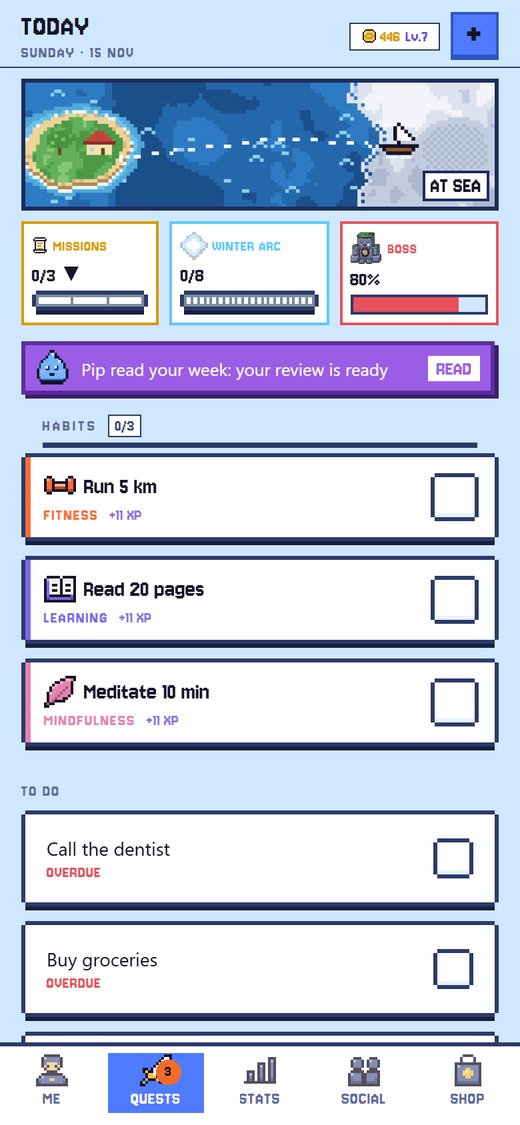 TODAY
SUNDAY · 15 NOV
446 Lv.7
+
AT SEA
MISSIONS
0/3 ▼
WINTER ARC
0/8
BOSS
80%
Pip read your week: your review is ready
READ
HABITS 0/3
Run 5 km
FITNESS +11 XP
Read 20 pages
LEARNING +11 XP
Meditate 10 min
MINDFULNESS +11 XP
TO DO
Call the dentist
OVERDUE
Buy groceries
OVERDUE
3
ME QUESTS STATS SOCIAL SHOP